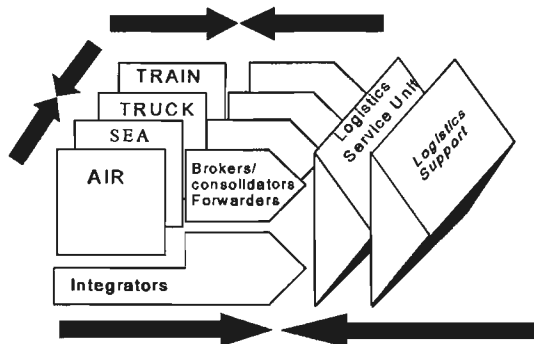 TRAIN
TRUCK
SEA
AIR
Brokers/
consolidators
Forwarders
Integrators
Logistics
Service Unit
Logistics
Support